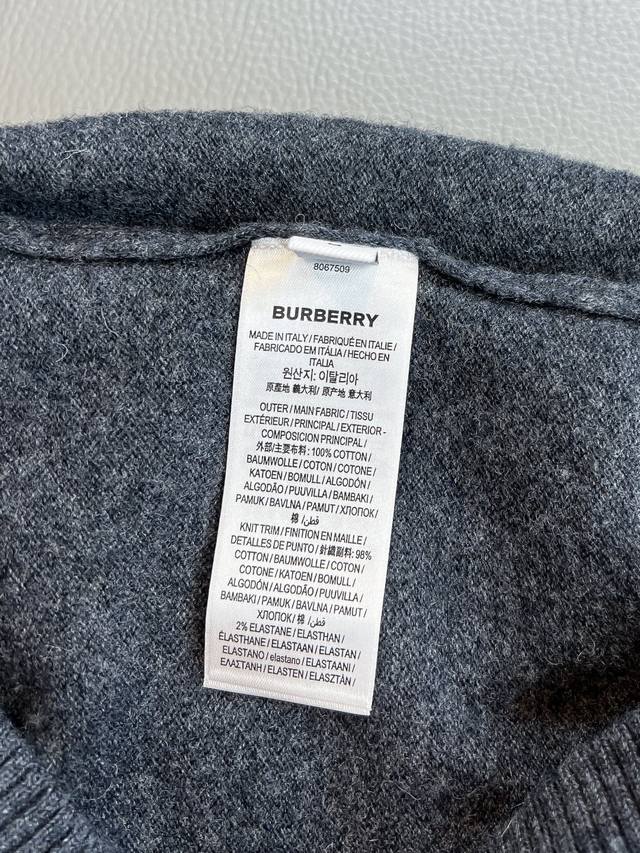 8067509
BURBERRY
MADE IN ITALY / FABRIQUÉ EN ITALIE /
FABRICADO EM ITÁLIA / HECHO EN
ITALIA
원산지: 이탈리아
原產地 義大利/ 原产地 意大利
OUTER / MAIN FABRIC / TISSU
EXTÉRIEUR / PRINCIPAL / EXTERIOR -
COMPOSICIÓN PRINCIPAL /
外部/主要布料: 100% COTTON /
BAUMWOLLE / COTON / COTONE /
KATOEN / BOMULL / ALGODÓN /
ALGODÃO / PUUVILLA / BAMBAKI /
PAMUK / BAVLNA / PAMUT / ХЛОПОК /
棉 /قطن/
KNIT TRIM / FINITION EN MAILLE /
DETALLES DE PUNTO / 針織副料: 98%
COTTON / BAUMWOLLE / COTON /
COTONE / KATOEN / BOMULL /
ALGODÓN / ALGODÃO / PUUVILLA /
BAMBAKI / PAMUK / BAVLNA / PAMUT /
ХЛОПОК/ 棉 /قطن/
2% ELASTANE / ELASTHAN /
ÉLASTHANE / ELASTAAN / ELASTAN /
ELASTANO / elastano / ELASTAANI /
ΕΛΑΣΤΑΝΗ / ELASTEN / ELASZTÁN /